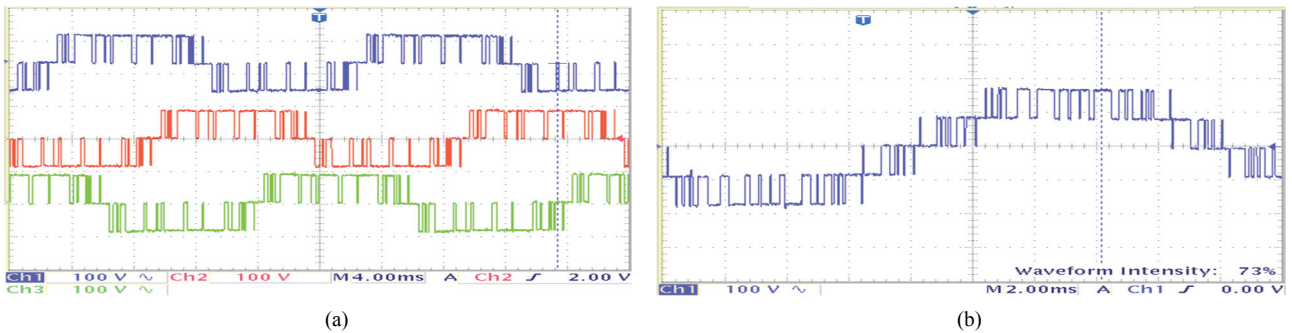 T
T
Ch1 100 V ∿ Ch2 100 V M4.00ms A Ch2 ʃ 2.00 V
Ch3 100 V ∿
Waveform Intensity: 73%
Ch1 100 V ∿ M2.00ms A Ch1 ʃ 0.00 V
(a) (b)